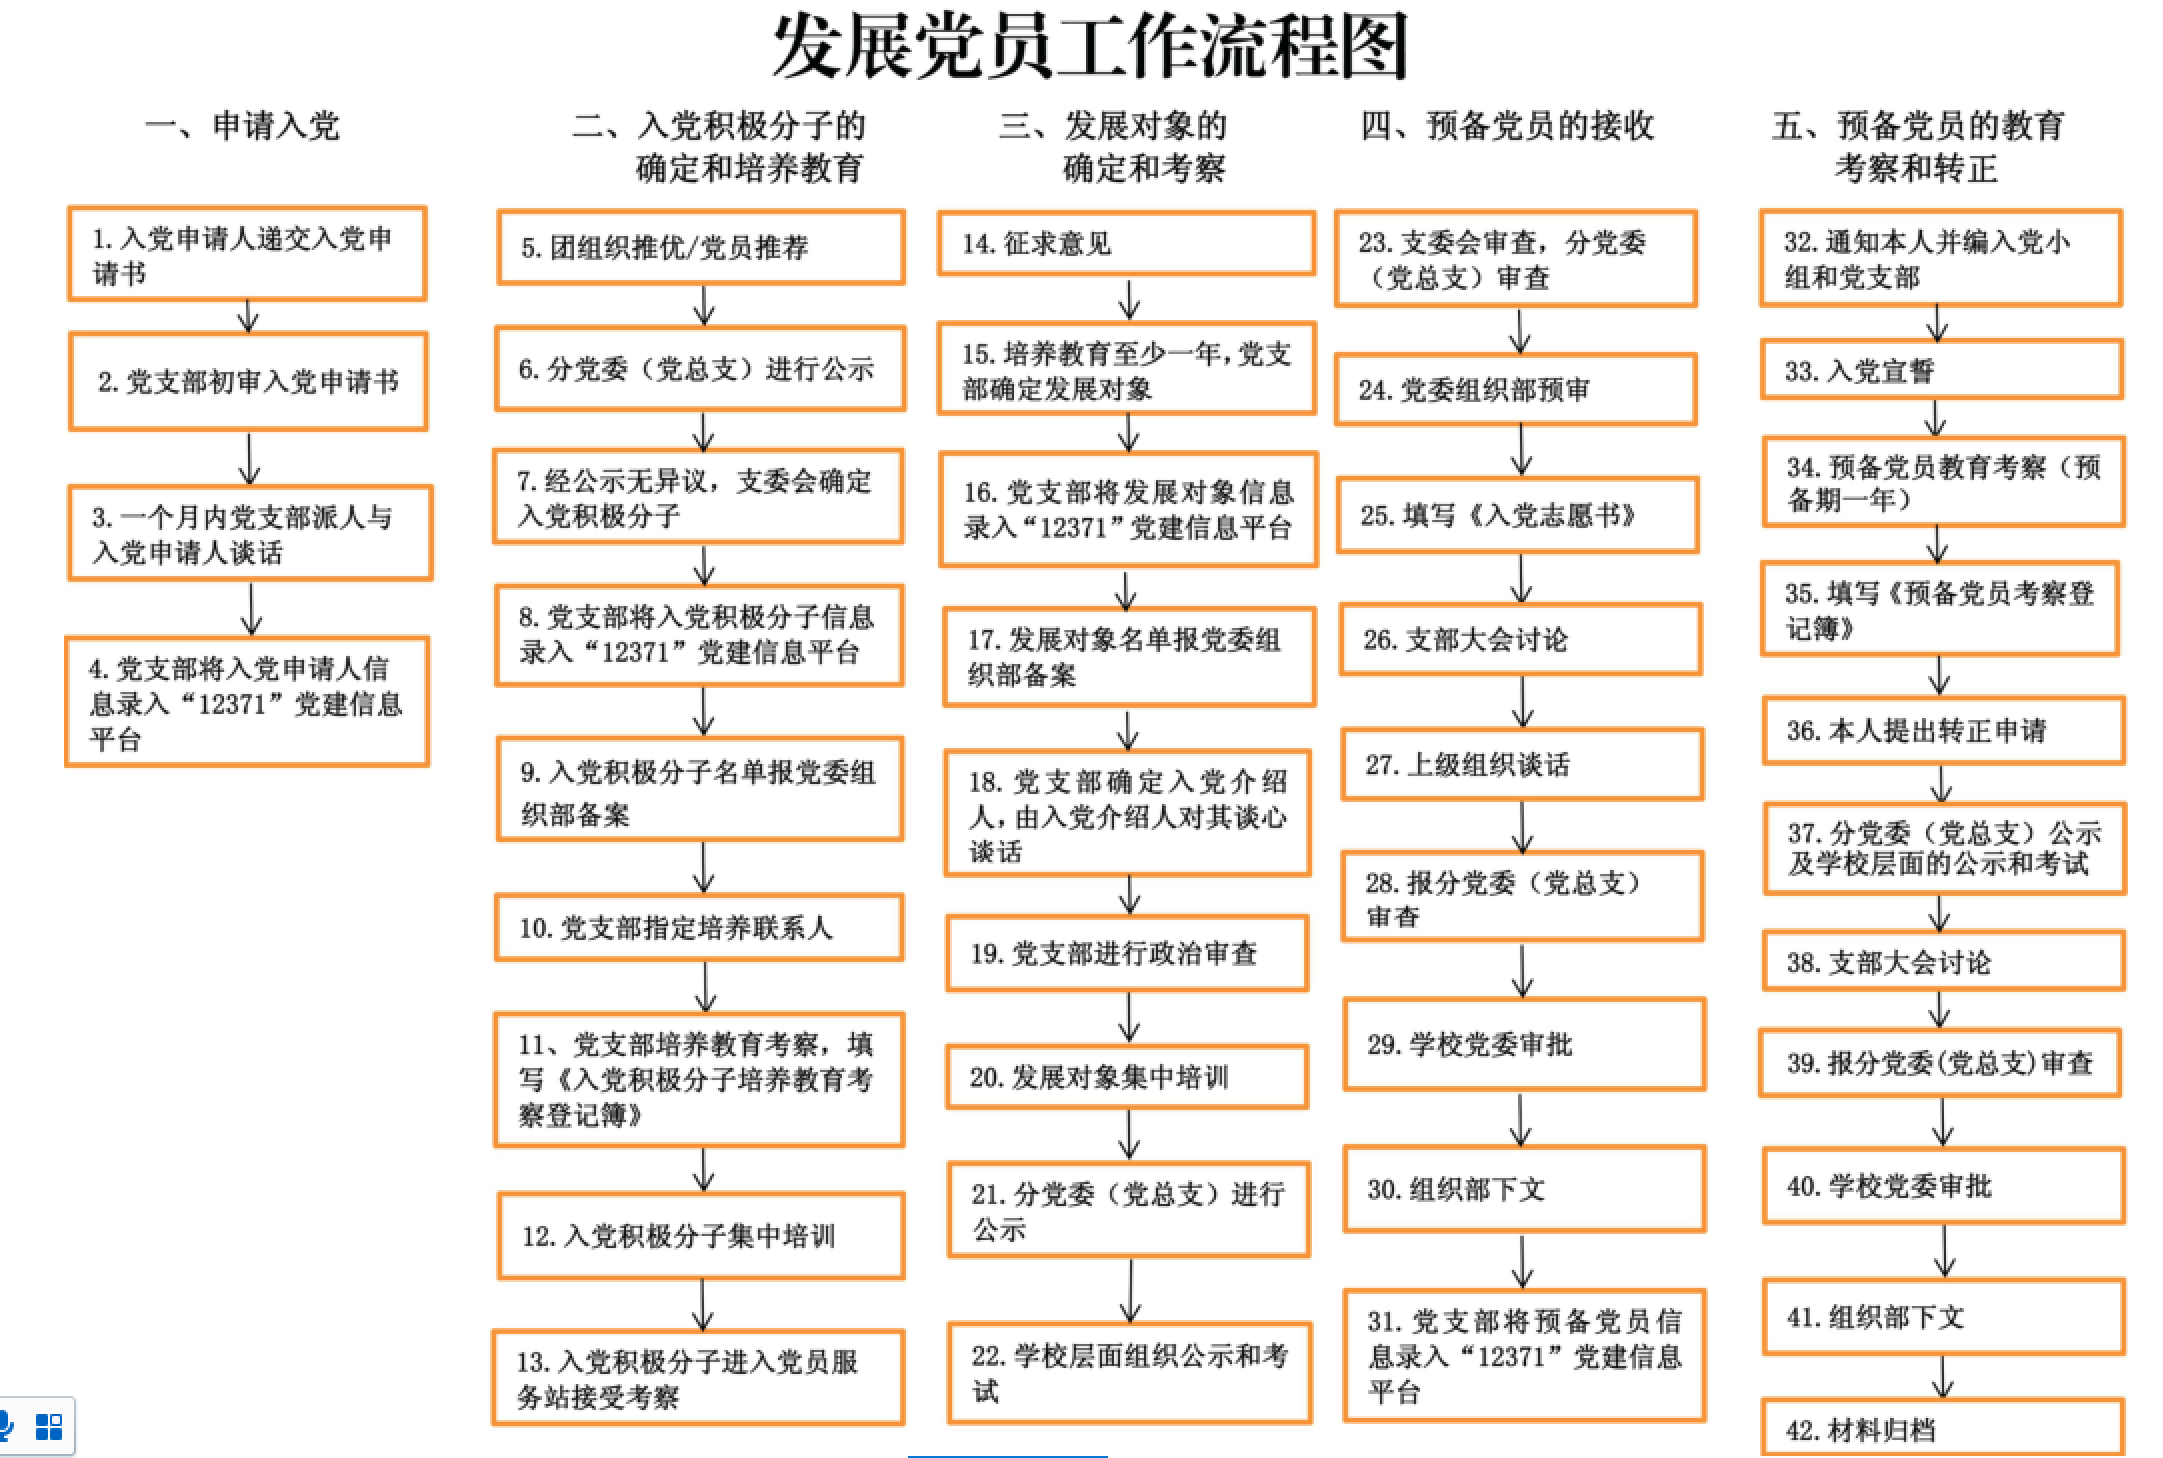 发展党员工作流程图
一、申请入党
1. 入党申请人递交入党申
请书
2. 党支部初审入党申请书
3. 一个月内党支部派人与
入党申请人谈话
4. 党支部将入党申请人信
息录入“12371”党建信息
平台
二、入党积极分子的
确定和培养教育
5. 团组织推优/党员推荐
6. 分党委（党总支）进行公示
7. 经公示无异议，支委会确定
入党积极分子
8. 党支部将入党积极分子信息
录入“12371”党建信息平台
9. 入党积极分子名单报党委组
织部备案
10. 党支部指定培养联系人
11、党支部培养教育考察，填
写《入党积极分子培养教育考
察登记簿》
12. 入党积极分子集中培训
13. 入党积极分子进入党员服
务站接受考察
三、发展对象的
确定和考察
14. 征求意见
15. 培养教育至少一年，党支
部确定发展对象
16. 党支部将发展对象信息
录入“12371”党建信息平台
17. 发展对象名单报党委组
织部备案
18. 党支部确定入党介绍
人，由入党介绍人对其谈心
谈话
19. 党支部进行政治审查
20. 发展对象集中培训
21. 分党委（党总支）进行
公示
22. 学校层面组织公示和考
试
四、预备党员的接收
23. 支委会审查，分党委
（党总支）审查
24. 党委组织部预审
25. 填写《入党志愿书》
26. 支部大会讨论
27. 上级组织谈话
28. 报分党委（党总支）
审查
29. 学校党委审批
30. 组织部下文
31. 党支部将预备党员信
息录入“12371”党建信息
平台
五、预备党员的教育
考察和转正
32. 通知本人并编入党小
组和党支部
33. 入党宣誓
34. 预备党员教育考察（预
备期一年）
35. 填写《预备党员考察登
记簿》
36. 本人提出转正申请
37. 分党委（党总支）公示
及学校层面的公示和考试
38. 支部大会讨论
39. 报分党委(党总支)审查
40. 学校党委审批
41. 组织部下文
42. 材料归档